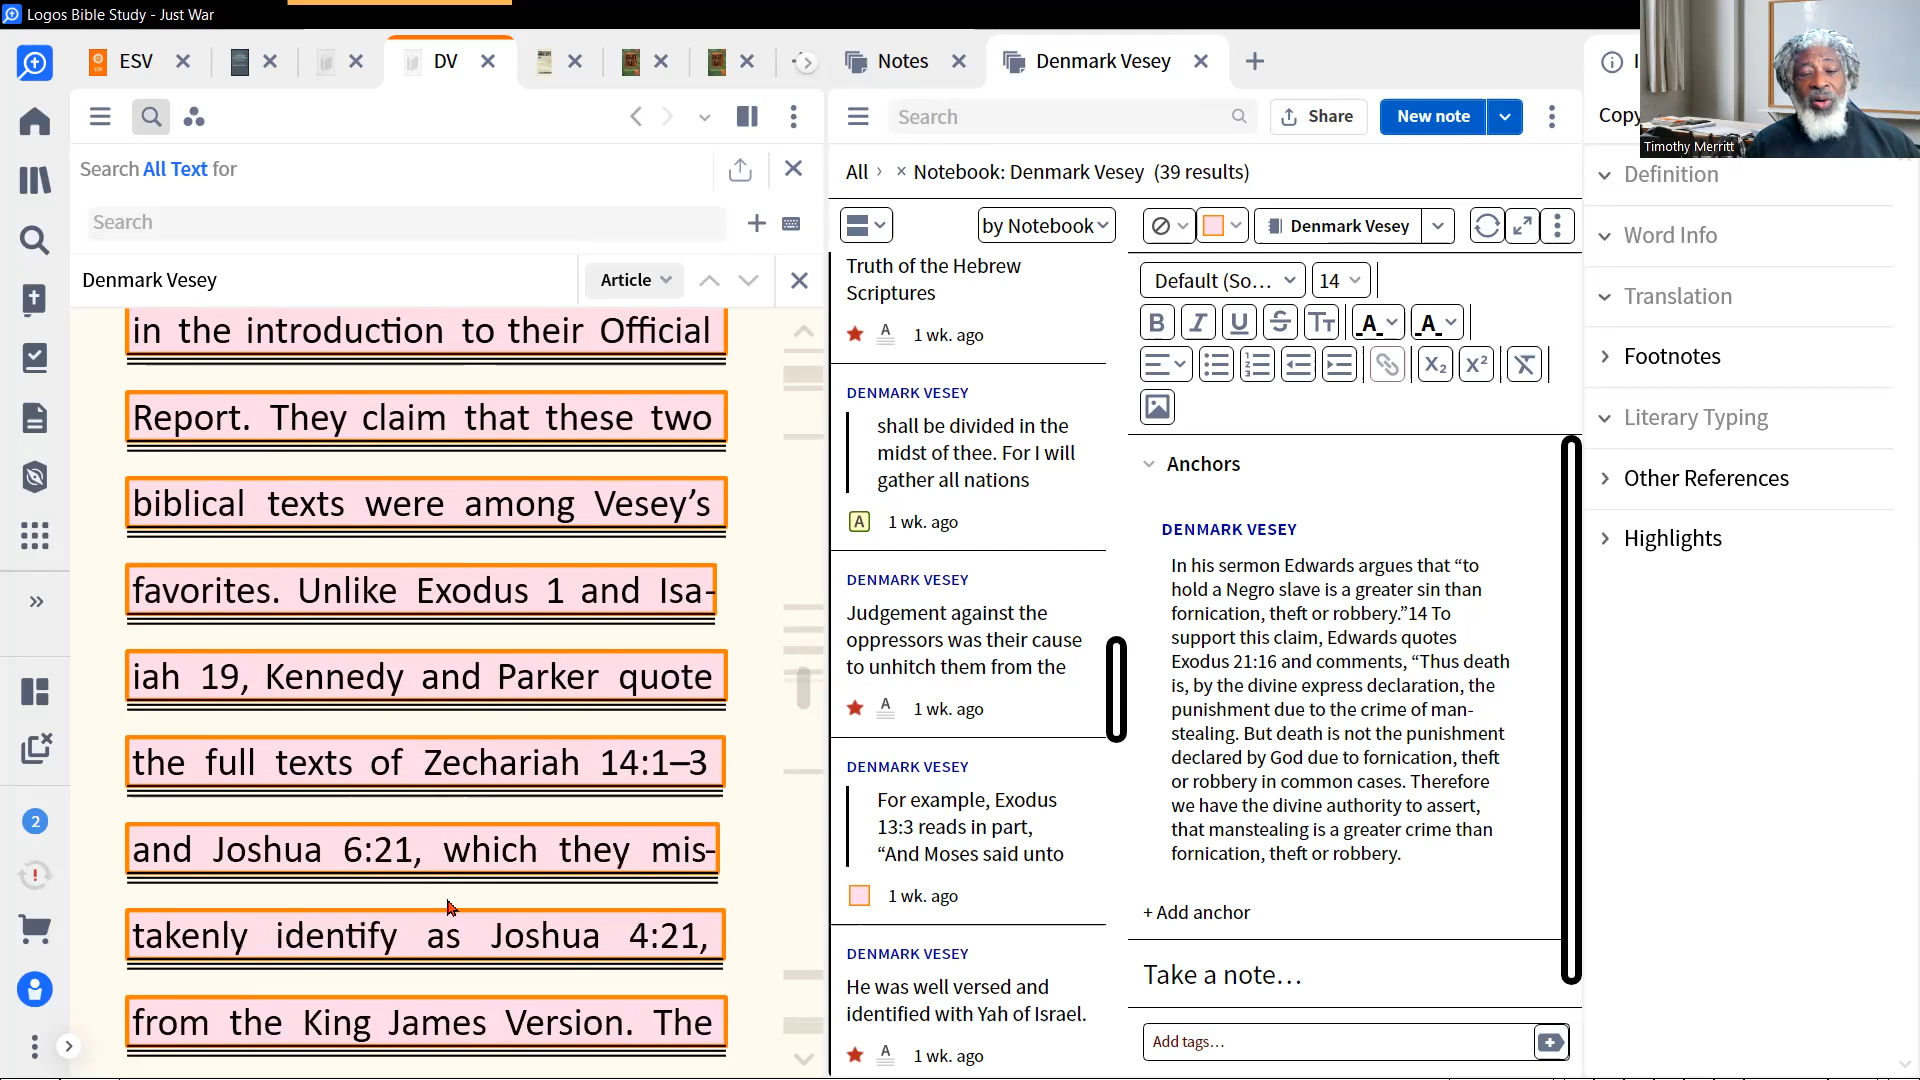 Logos Bible Study - Just War
ESV
DV
Search All Text for
Search
Denmark Vesey
Article
in the introduction to their Official
Report. They claim that these two
biblical texts were among Vesey’s
favorites. Unlike Exodus 1 and Isa-
iah 19, Kennedy and Parker quote
the full texts of Zechariah 14:1–3
and Joshua 6:21, which they mis-
takenly identify as Joshua 4:21,
from the King James Version. The
2
Notes
Denmark Vesey
Search
Share
New note
All › × Notebook: Denmark Vesey (39 results)
by Notebook
Denmark Vesey
Truth of the Hebrew
Scriptures
A 1 wk. ago
DENMARK VESEY
shall be divided in the
midst of thee. For I will
gather all nations
A 1 wk. ago
DENMARK VESEY
Judgement against the
oppressors was their cause
to unhitch them from the
A 1 wk. ago
DENMARK VESEY
For example, Exodus
13:3 reads in part,
“And Moses said unto
1 wk. ago
DENMARK VESEY
He was well versed and
identified with Yah of Israel.
A 1 wk. ago
Default (So... 14
B I U S TT A A
X₂ X²
Anchors
DENMARK VESEY
In his sermon Edwards argues that “to
hold a Negro slave is a greater sin than
fornication, theft or robbery.”14 To
support this claim, Edwards quotes
Exodus 21:16 and comments, “Thus death
is, by the divine express declaration, the
punishment due to the crime of man-
stealing. But death is not the punishment
declared by God due to fornication, theft
or robbery in common cases. Therefore
we have the divine authority to assert,
that manstealing is a greater crime than
fornication, theft or robbery.
+ Add anchor
Take a note...
Add tags...
Copy
Timothy Merritt
Definition
Word Info
Translation
Footnotes
Literary Typing
Other References
Highlights